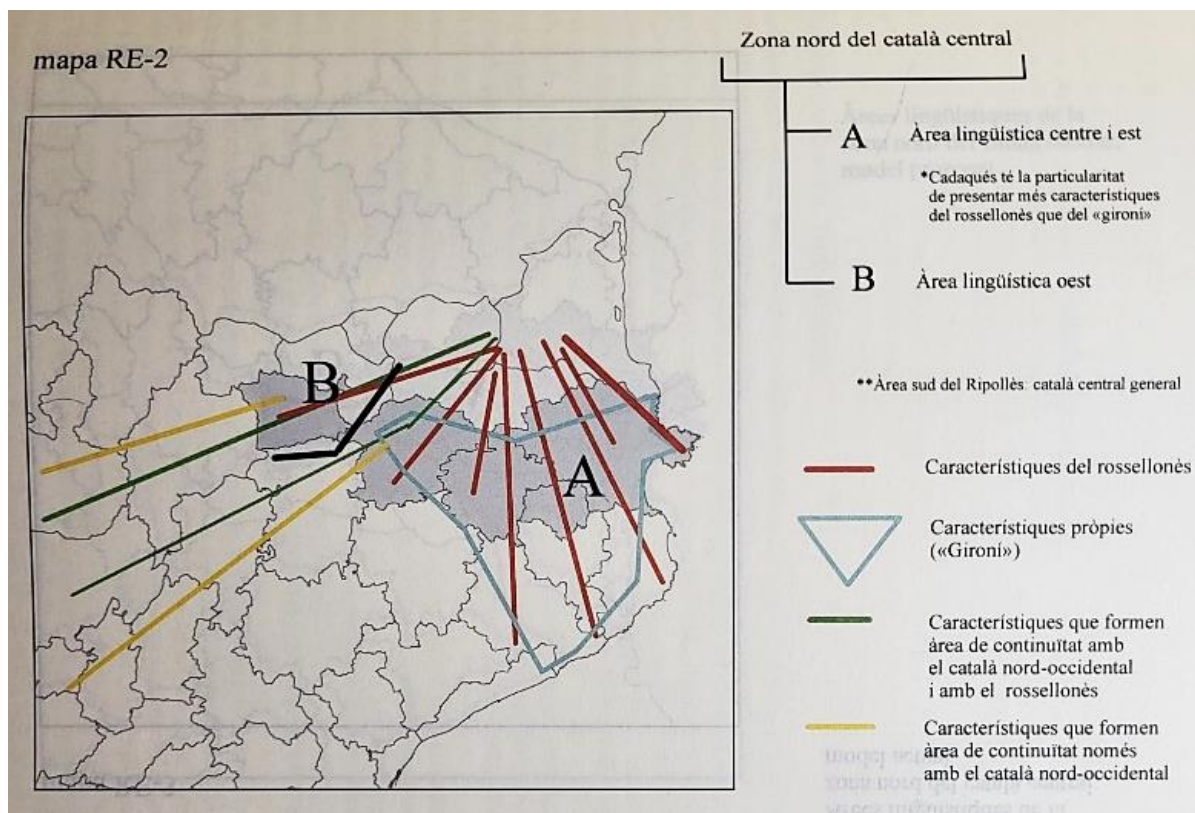 mapa RE-2
Zona nord del català central
A Àrea lingüística centre i est
*Cadaqués té la particularitat
de presentar més característiques
del rossellonès que del «gironí»
B Àrea lingüística oest
**Àrea sud del Ripollès: català central general
B
A
Característiques del rossellonès
Característiques pròpies
(«Gironí»)
Característiques que formen
àrea de continuïtat amb
el català nord-occidental
i amb el rossellonès
Característiques que formen
àrea de continuïtat només
amb el català nord-occidental